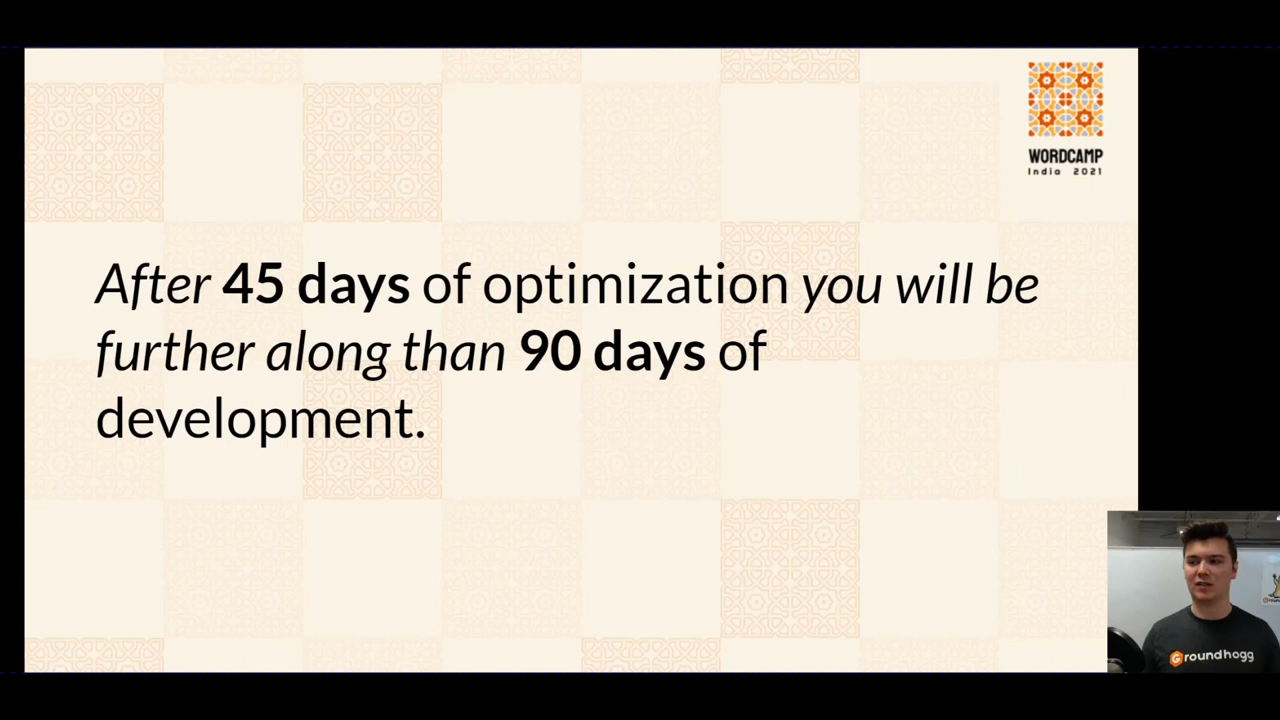 WORDCAMP
India 2021
After 45 days of optimization you will be
further along than 90 days of
development.
Groundhogg